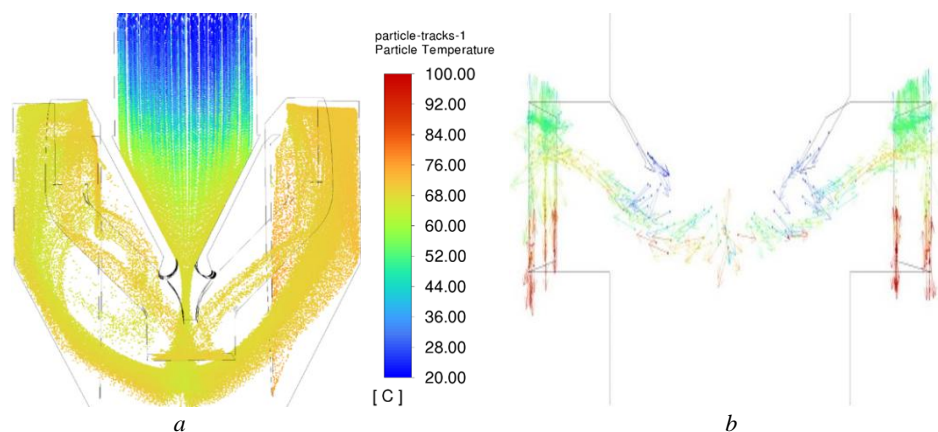 particle-tracks-1
Particle Temperature
100.00
92.00
84.00
76.00
68.00
60.00
52.00
44.00
36.00
28.00
20.00
[ C ]
a
b